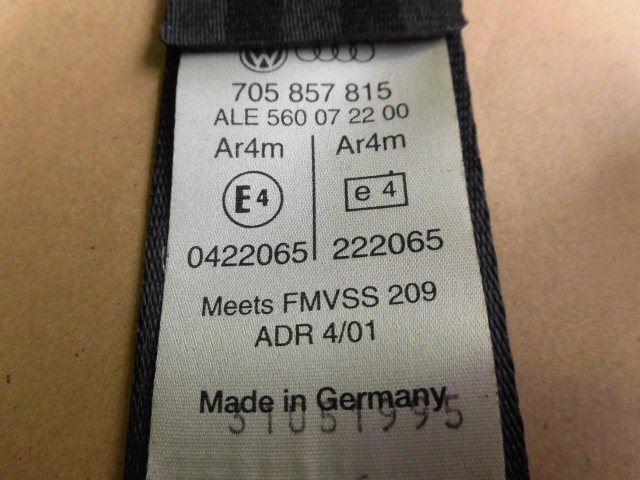 705 857 815
ALE 560 07 22 00
Ar4m
E4
0422065
Ar4m
e 4
222065
Meets FMVSS 209
ADR 4/01
Made in Germany
31051995